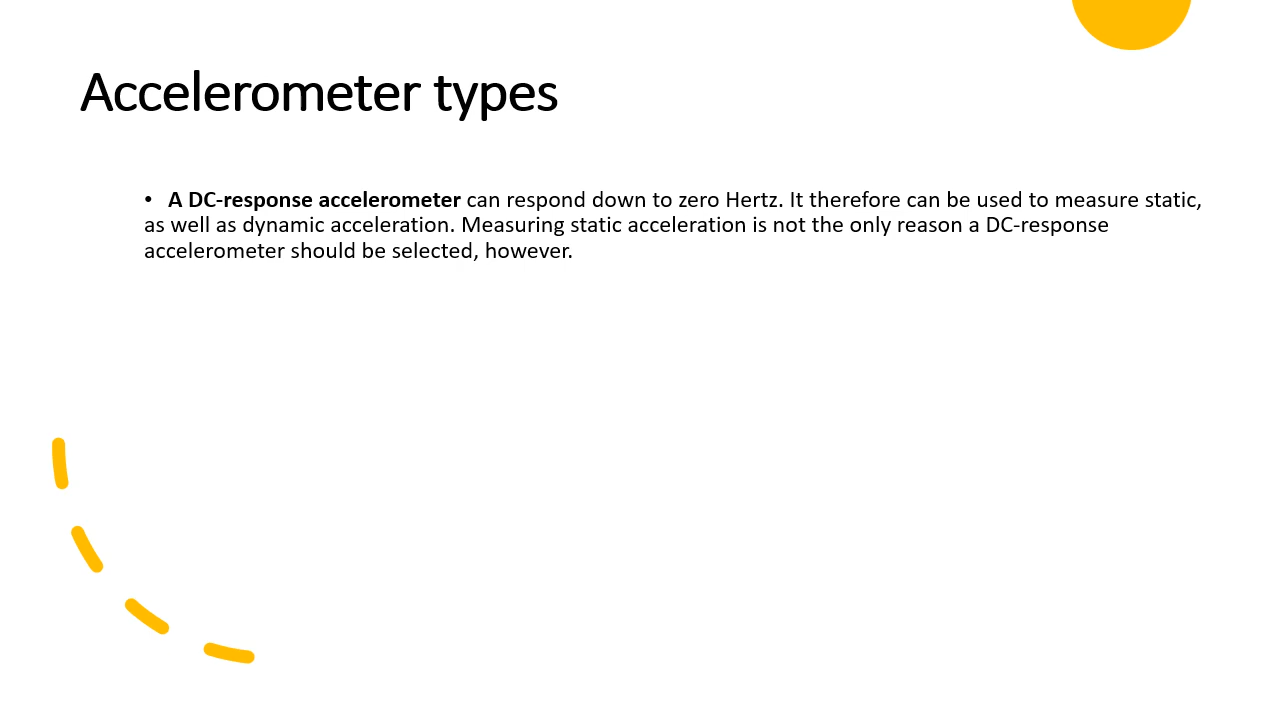 Accelerometer types
• A DC-response accelerometer can respond down to zero Hertz. It therefore can be used to measure static,
as well as dynamic acceleration. Measuring static acceleration is not the only reason a DC-response
accelerometer should be selected, however.